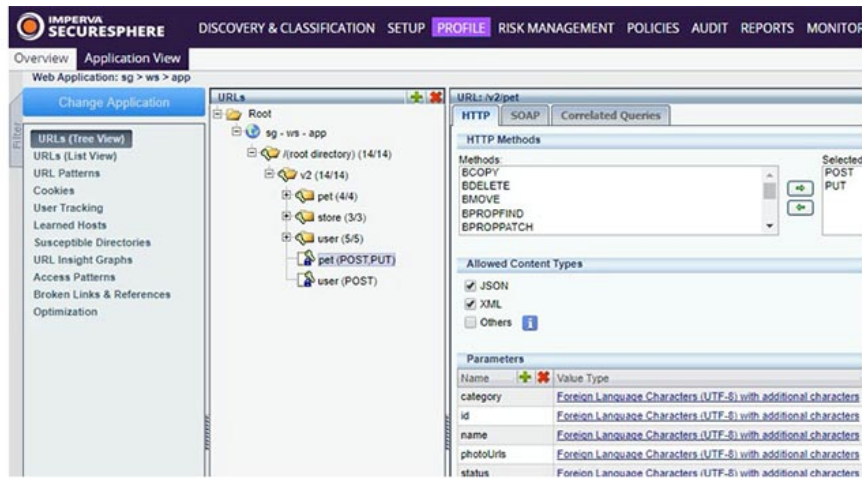 IMPERVA
SECURESPHERE
DISCOVERY & CLASSIFICATION SETUP PROFILE RISK MANAGEMENT POLICIES AUDIT REPORTS MONITOR
Overview Application View
Web Application: sg > ws > app
Filter
Change Application
URLs (Tree View)
URLs (List View)
URL Patterns
Cookies
User Tracking
Learned Hosts
Susceptible Directories
URL Insight Graphs
Access Patterns
Broken Links & References
Optimization
URLs
Root
sg - ws - app
/(root directory) (14/14)
v2 (14/14)
pet (4/4)
store (3/3)
user (5/5)
pet (POST,PUT)
user (POST)
URL: /v2/pet
HTTP SOAP Correlated Queries
HTTP Methods
Methods: Selected
BCOPY POST
BDELETE PUT
BMOVE
BPROPFIND
BPROPPATCH
Allowed Content Types
JSON
XML
Others
Parameters
Name Value Type
category Foreign Language Characters (UTF-8) with additional characters
id Foreign Language Characters (UTF-8) with additional characters
name Foreign Language Characters (UTF-8) with additional characters
photoUrls Foreign Language Characters (UTF-8) with additional characters
status Foreign Language Characters (UTF-8) with additional characters